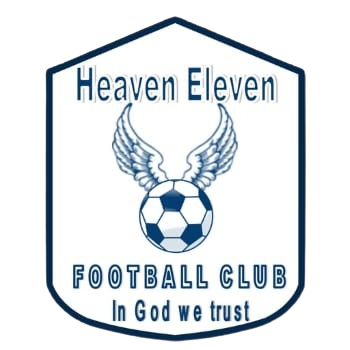 Heaven Eleven
FOOTBALL CLUB
In God we trust